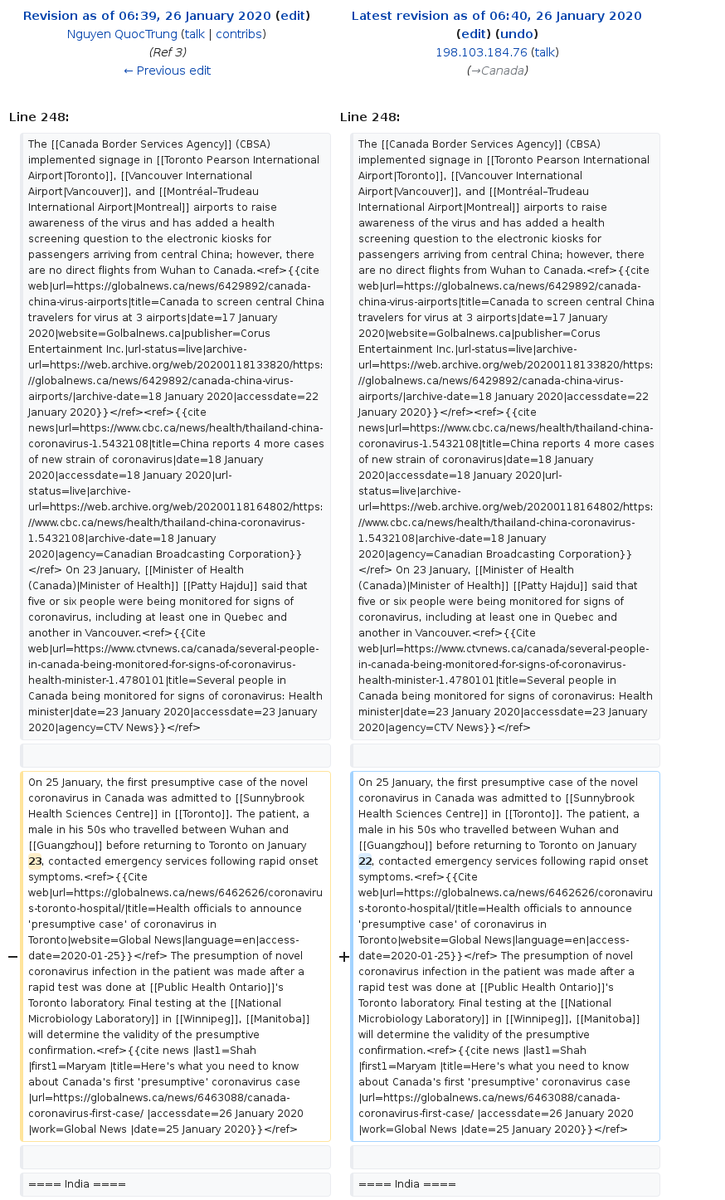 Revision as of 06:39, 26 January 2020 (edit)
Nguyen QuocTrung (talk | contribs)
(Ref 3)
← Previous edit
Latest revision as of 06:40, 26 January 2020
(edit) (undo)
198.103.184.76 (talk)
(→Canada)
Line 248:
The [[Canada Border Services Agency]] (CBSA)
implemented signage in [[Toronto Pearson International
Airport|Toronto]], [[Vancouver International
Airport|Vancouver]], and [[Montréal–Trudeau
International Airport|Montreal]] airports to raise
awareness of the virus and has added a health
screening question to the electronic kiosks for
passengers arriving from central China; however, there
are no direct flights from Wuhan to Canada.<ref>{{cite
web|url=https://globalnews.ca/news/6429892/canada-
china-virus-airports|title=Canada to screen central China
travelers for virus at 3 airports|date=17 January
2020|website=Golbalnews.ca|publisher=Corus
Entertainment Inc.|url-status=live|archive-
url=https://web.archive.org/web/20200118133820/https:
//globalnews.ca/news/6429892/canada-china-virus-
airports/|archive-date=18 January 2020|accessdate=22
January 2020}}</ref><ref>{{cite
news|url=https://www.cbc.ca/news/health/thailand-china-
coronavirus-1.5432108|title=China reports 4 more cases
of new strain of coronavirus|date=18 January
2020|accessdate=18 January 2020|url-
status=live|archive-
url=https://web.archive.org/web/20200118164802/https:
//www.cbc.ca/news/health/thailand-china-coronavirus-
1.5432108|archive-date=18 January
2020|agency=Canadian Broadcasting Corporation}}
</ref> On 23 January, [[Minister of Health
(Canada)|Minister of Health]] [[Patty Hajdu]] said that
five or six people were being monitored for signs of
coronavirus, including at least one in Quebec and
another in Vancouver.<ref>{{Cite
web|url=https://www.ctvnews.ca/canada/several-people-
in-canada-being-monitored-for-signs-of-coronavirus-
health-minister-1.4780101|title=Several people in
Canada being monitored for signs of coronavirus: Health
minister|date=23 January 2020|accessdate=23 January
2020|agency=CTV News}}</ref>
− On 25 January, the first presumptive case of the novel
coronavirus in Canada was admitted to [[Sunnybrook
Health Sciences Centre]] in [[Toronto]]. The patient, a
male in his 50s who travelled between Wuhan and
[[Guangzhou]] before returning to Toronto on January
23, contacted emergency services following rapid onset
symptoms.<ref>{{Cite
web|url=https://globalnews.ca/news/6462626/coronaviru
s-toronto-hospital/|title=Health officials to announce
'presumptive case' of coronavirus in
Toronto|website=Global News|language=en|access-
date=2020-01-25}}</ref> The presumption of novel
coronavirus infection in the patient was made after a
rapid test was done at [[Public Health Ontario]]'s
Toronto laboratory. Final testing at the [[National
Microbiology Laboratory]] in [[Winnipeg]], [[Manitoba]]
will determine the validity of the presumptive
confirmation.<ref>{{cite news |last1=Shah
|first1=Maryam |title=Here's what you need to know
about Canada's first 'presumptive' coronavirus case
|url=https://globalnews.ca/news/6463088/canada-
coronavirus-first-case/ |accessdate=26 January 2020
|work=Global News |date=25 January 2020}}</ref>
==== India ====
Line 248:
The [[Canada Border Services Agency]] (CBSA)
implemented signage in [[Toronto Pearson International
Airport|Toronto]], [[Vancouver International
Airport|Vancouver]], and [[Montréal–Trudeau
International Airport|Montreal]] airports to raise
awareness of the virus and has added a health
screening question to the electronic kiosks for
passengers arriving from central China; however, there
are no direct flights from Wuhan to Canada.<ref>{{cite
web|url=https://globalnews.ca/news/6429892/canada-
china-virus-airports|title=Canada to screen central China
travelers for virus at 3 airports|date=17 January
2020|website=Golbalnews.ca|publisher=Corus
Entertainment Inc.|url-status=live|archive-
url=https://web.archive.org/web/20200118133820/https:
//globalnews.ca/news/6429892/canada-china-virus-
airports/|archive-date=18 January 2020|accessdate=22
January 2020}}</ref><ref>{{cite
news|url=https://www.cbc.ca/news/health/thailand-china-
coronavirus-1.5432108|title=China reports 4 more cases
of new strain of coronavirus|date=18 January
2020|accessdate=18 January 2020|url-
status=live|archive-
url=https://web.archive.org/web/20200118164802/https:
//www.cbc.ca/news/health/thailand-china-coronavirus-
1.5432108|archive-date=18 January
2020|agency=Canadian Broadcasting Corporation}}
</ref> On 23 January, [[Minister of Health
(Canada)|Minister of Health]] [[Patty Hajdu]] said that
five or six people were being monitored for signs of
coronavirus, including at least one in Quebec and
another in Vancouver.<ref>{{Cite
web|url=https://www.ctvnews.ca/canada/several-people-
in-canada-being-monitored-for-signs-of-coronavirus-
health-minister-1.4780101|title=Several people in
Canada being monitored for signs of coronavirus: Health
minister|date=23 January 2020|accessdate=23 January
2020|agency=CTV News}}</ref>
+ On 25 January, the first presumptive case of the novel
coronavirus in Canada was admitted to [[Sunnybrook
Health Sciences Centre]] in [[Toronto]]. The patient, a
male in his 50s who travelled between Wuhan and
[[Guangzhou]] before returning to Toronto on January
22, contacted emergency services following rapid onset
symptoms.<ref>{{Cite
web|url=https://globalnews.ca/news/6462626/coronaviru
s-toronto-hospital/|title=Health officials to announce
'presumptive case' of coronavirus in
Toronto|website=Global News|language=en|access-
date=2020-01-25}}</ref> The presumption of novel
coronavirus infection in the patient was made after a
rapid test was done at [[Public Health Ontario]]'s
Toronto laboratory. Final testing at the [[National
Microbiology Laboratory]] in [[Winnipeg]], [[Manitoba]]
will determine the validity of the presumptive
confirmation.<ref>{{cite news |last1=Shah
|first1=Maryam |title=Here's what you need to know
about Canada's first 'presumptive' coronavirus case
|url=https://globalnews.ca/news/6463088/canada-
coronavirus-first-case/ |accessdate=26 January 2020
|work=Global News |date=25 January 2020}}</ref>
==== India ====